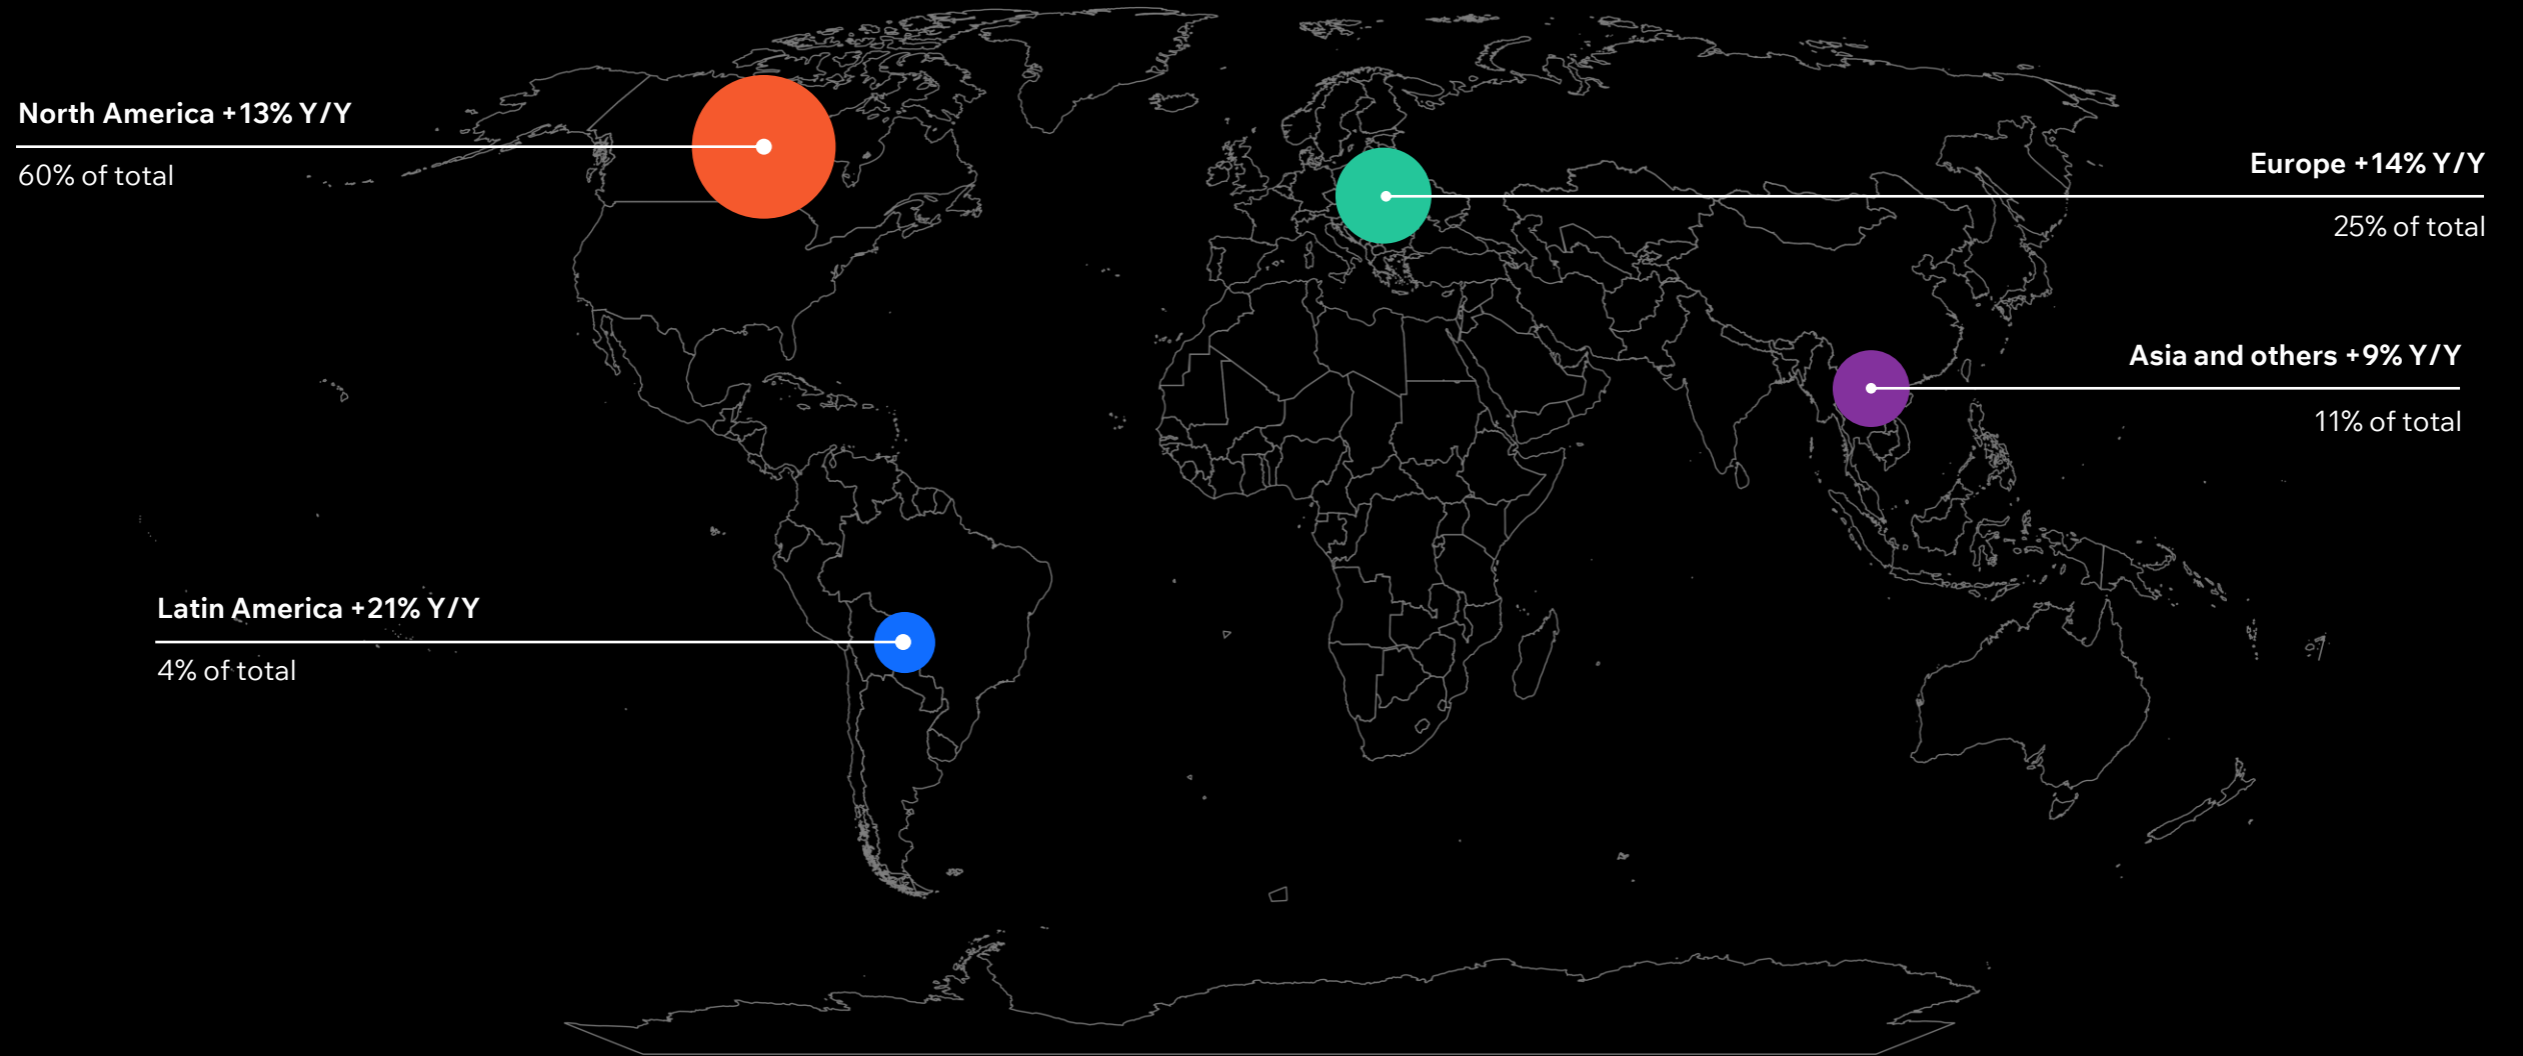 North America +13% Y/Y
60% of total
Europe +14% Y/Y
25% of total
Asia and others +9% Y/Y
11% of total
Latin America +21% Y/Y
4% of total